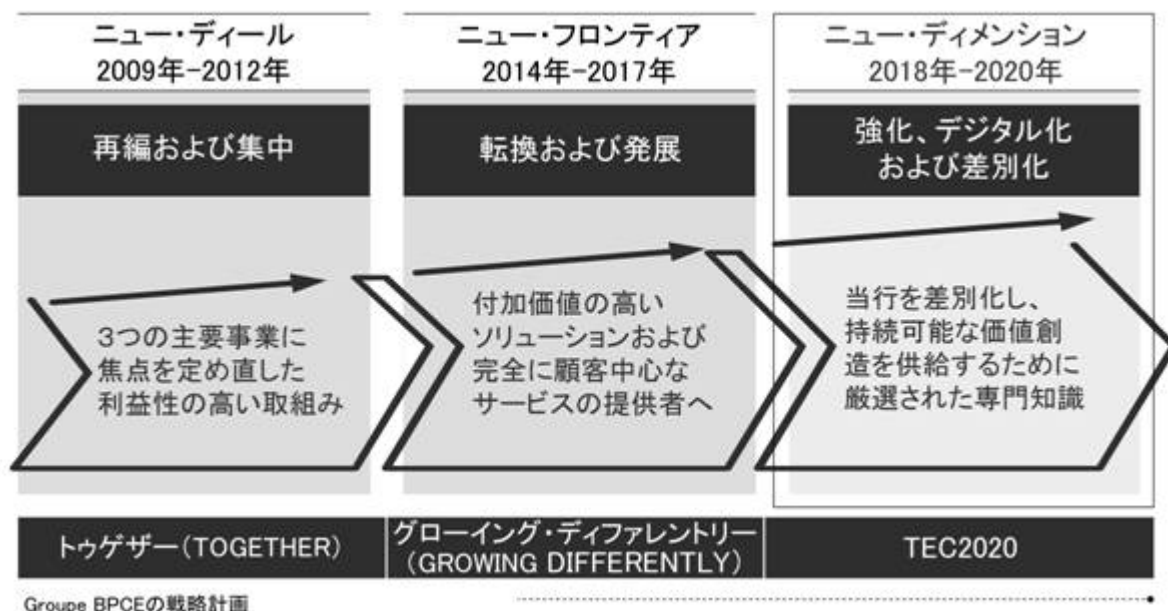 ニュー・ディール
2009年-2012年
再編および集中
3つの主要事業に
焦点を定め直した
利益性の高い取組み
トゥゲザー(TOGETHER)
ニュー・フロンティア
2014年-2017年
転換および発展
付加価値の高い
ソリューションおよび
完全に顧客中心な
サービスの提供者へ
グローイング・ディファレントリー
(GROWING DIFFERENTLY)
ニュー・ディメンション
2018年-2020年
強化、デジタル化
および差別化
当行を差別化し、
持続可能な価値創
造を供給するために
厳選された専門知識
TEC2020
Groupe BPCEの戦略計画